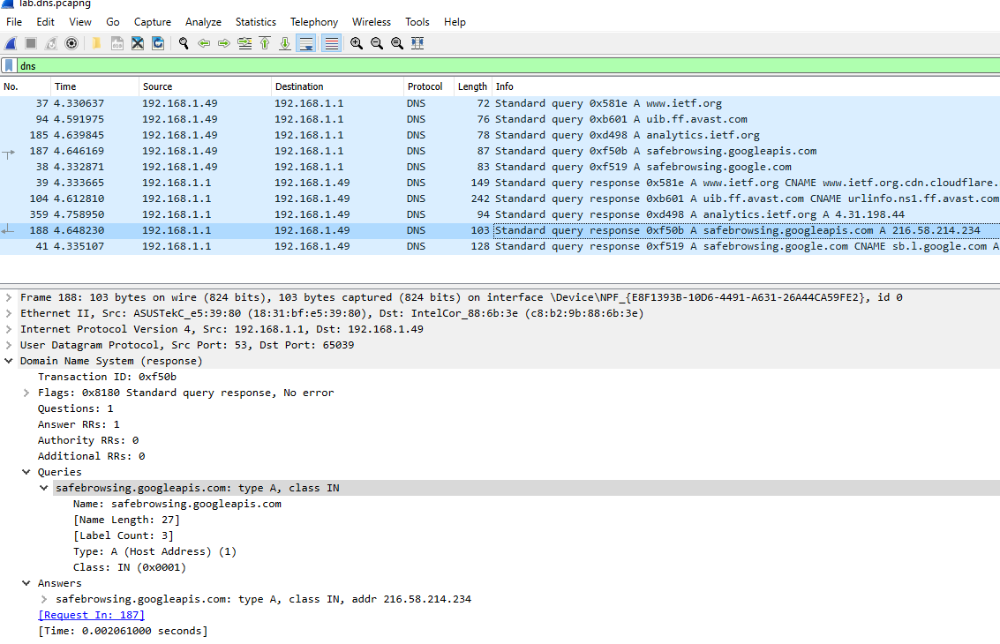 lab.dns.pcapng
File Edit View Go Capture Analyze Statistics Telephony Wireless Tools Help
dns
No. Time Source Destination Protocol Length Info
37 4.330637 192.168.1.49 192.168.1.1 DNS 72 Standard query 0x581e A www.ietf.org
94 4.591975 192.168.1.49 192.168.1.1 DNS 76 Standard query 0xb601 A uib.ff.avast.com
185 4.639845 192.168.1.49 192.168.1.1 DNS 78 Standard query 0xd498 A analytics.ietf.org
187 4.646169 192.168.1.49 192.168.1.1 DNS 87 Standard query 0xf50b A safebrowsing.googleapis.com
38 4.332871 192.168.1.49 192.168.1.1 DNS 83 Standard query 0xf519 A safebrowsing.google.com
39 4.333665 192.168.1.1 192.168.1.49 DNS 149 Standard query response 0x581e A www.ietf.org CNAME www.ietf.org.cdn.cloudflare.
104 4.612810 192.168.1.1 192.168.1.49 DNS 242 Standard query response 0xb601 A uib.ff.avast.com CNAME urlinfo.ns1.ff.avast.com
359 4.758950 192.168.1.1 192.168.1.49 DNS 94 Standard query response 0xd498 A analytics.ietf.org A 4.31.198.44
188 4.648230 192.168.1.1 192.168.1.49 DNS 103 Standard query response 0xf50b A safebrowsing.googleapis.com A 216.58.214.234
41 4.335107 192.168.1.1 192.168.1.49 DNS 128 Standard query response 0xf519 A safebrowsing.google.com CNAME sb.l.google.com A
Frame 188: 103 bytes on wire (824 bits), 103 bytes captured (824 bits) on interface \Device\NPF_{E8F1393B-10D6-4491-A631-26A44CA59FE2}, id 0
Ethernet II, Src: ASUSTekC_e5:39:80 (18:31:bf:e5:39:80), Dst: IntelCor_88:6b:3e (c8:b2:9b:88:6b:3e)
Internet Protocol Version 4, Src: 192.168.1.1, Dst: 192.168.1.49
User Datagram Protocol, Src Port: 53, Dst Port: 65039
Domain Name System (response)
Transaction ID: 0xf50b
Flags: 0x8180 Standard query response, No error
Questions: 1
Answer RRs: 1
Authority RRs: 0
Additional RRs: 0
Queries
safebrowsing.googleapis.com: type A, class IN
Name: safebrowsing.googleapis.com
[Name Length: 27]
[Label Count: 3]
Type: A (Host Address) (1)
Class: IN (0x0001)
Answers
safebrowsing.googleapis.com: type A, class IN, addr 216.58.214.234
[Request In: 187]
[Time: 0.002061000 seconds]